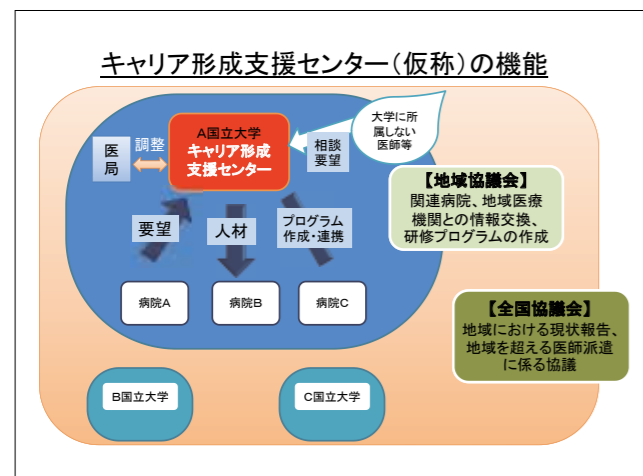 キャリア形成支援センター(仮称)の機能
大学に所
属しない
医師等
A国立大学
キャリア形成
支援センター
医
局
調整
相談
要望
【地域協議会】
関連病院、地域医療
機関との情報交換、
研修プログラムの作成
要望
人材
プログラム
作成・連携
病院A
病院B
病院C
【全国協議会】
地域における現状報告、
地域を超える医師派遣
に係る協議
B国立大学
C国立大学